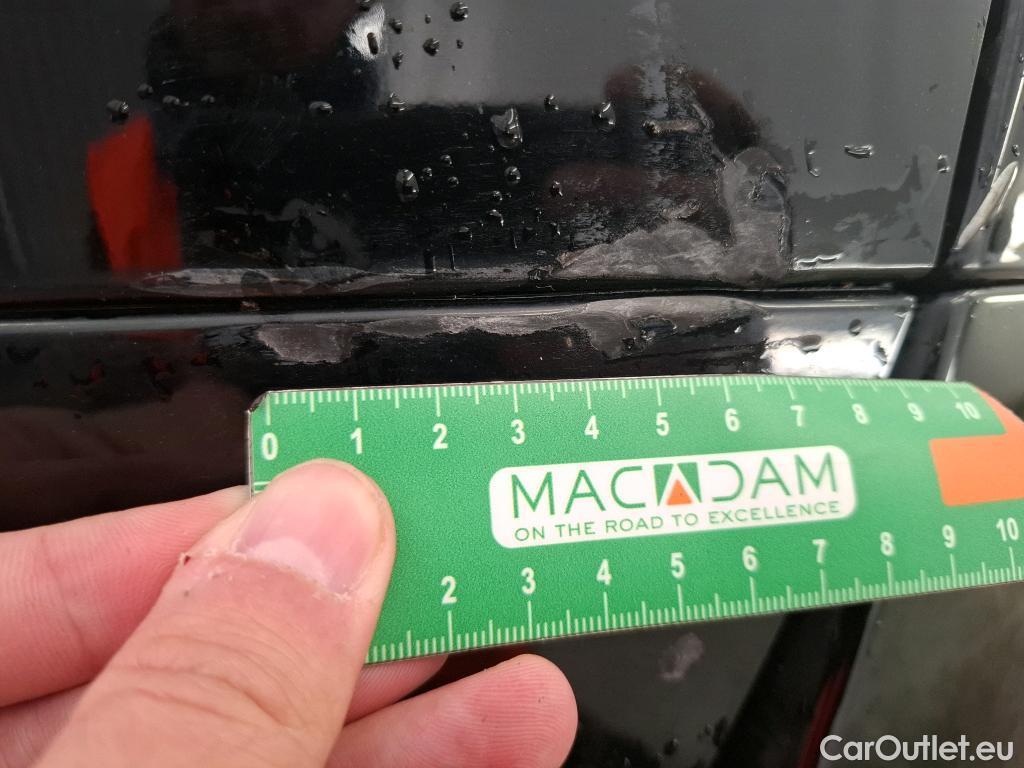 0 1 2 3 4 5 6 7 8 9 10
MACADAM
ON THE ROAD TO EXCELLENCE
2 3 4 5 6 7 8 9 10
CarOutlet.eu